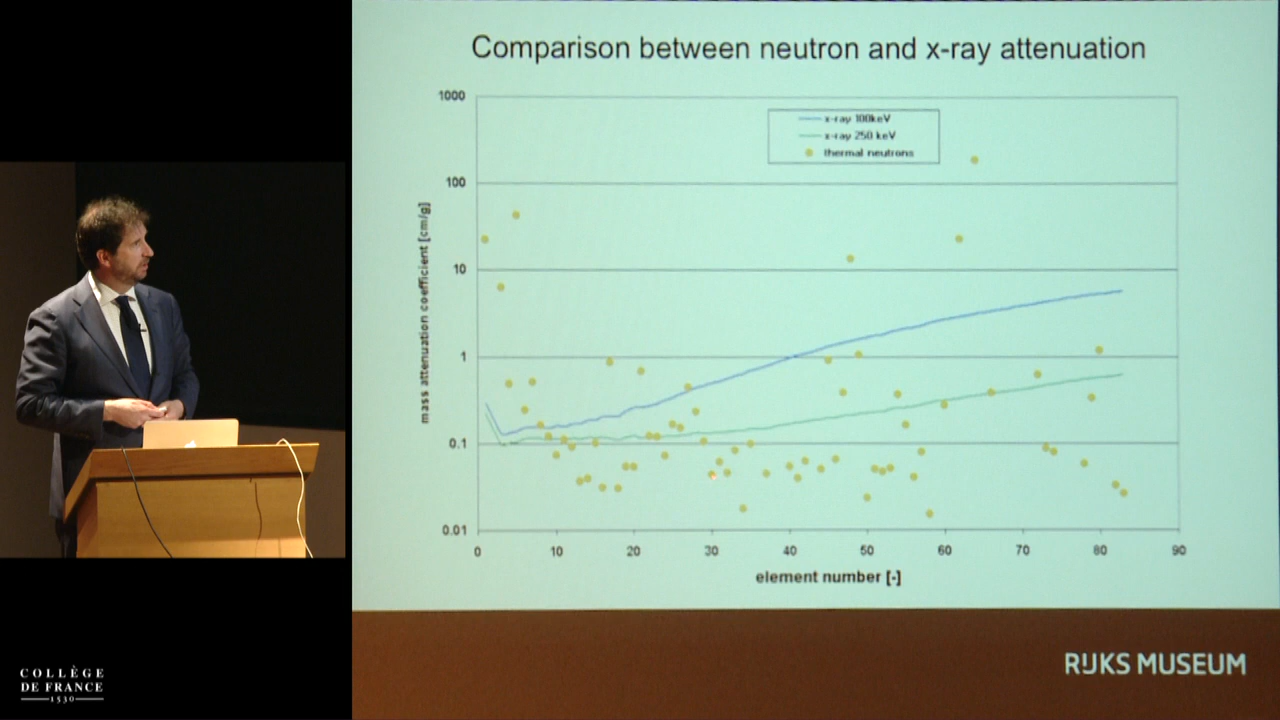 Comparison between neutron and x-ray attenuation
1000
100
10
1
0.1
0.01
mass attenuation coefficient [cm/g]
x-ray 100keV
x-ray 250 keV
thermal neutrons
0 10 20 30 40 50 60 70 80 90
element number [-]
RIJKS MUSEUM
COLLÈGE
DE FRANCE
1530